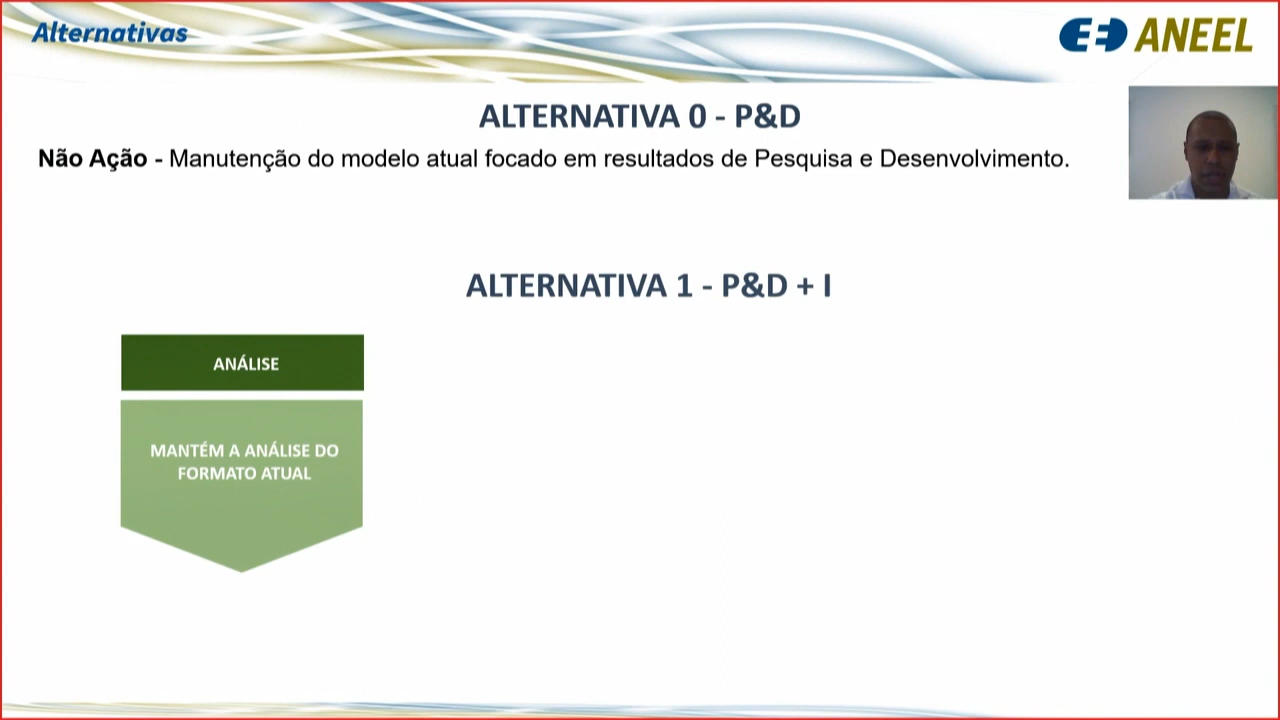 Alternativas
ANEEL
ALTERNATIVA 0 - P&D
Não Ação - Manutenção do modelo atual focado em resultados de Pesquisa e Desenvolvimento.
ALTERNATIVA 1 - P&D + I
ANÁLISE
MANTÉM A ANÁLISE DO
FORMATO ATUAL